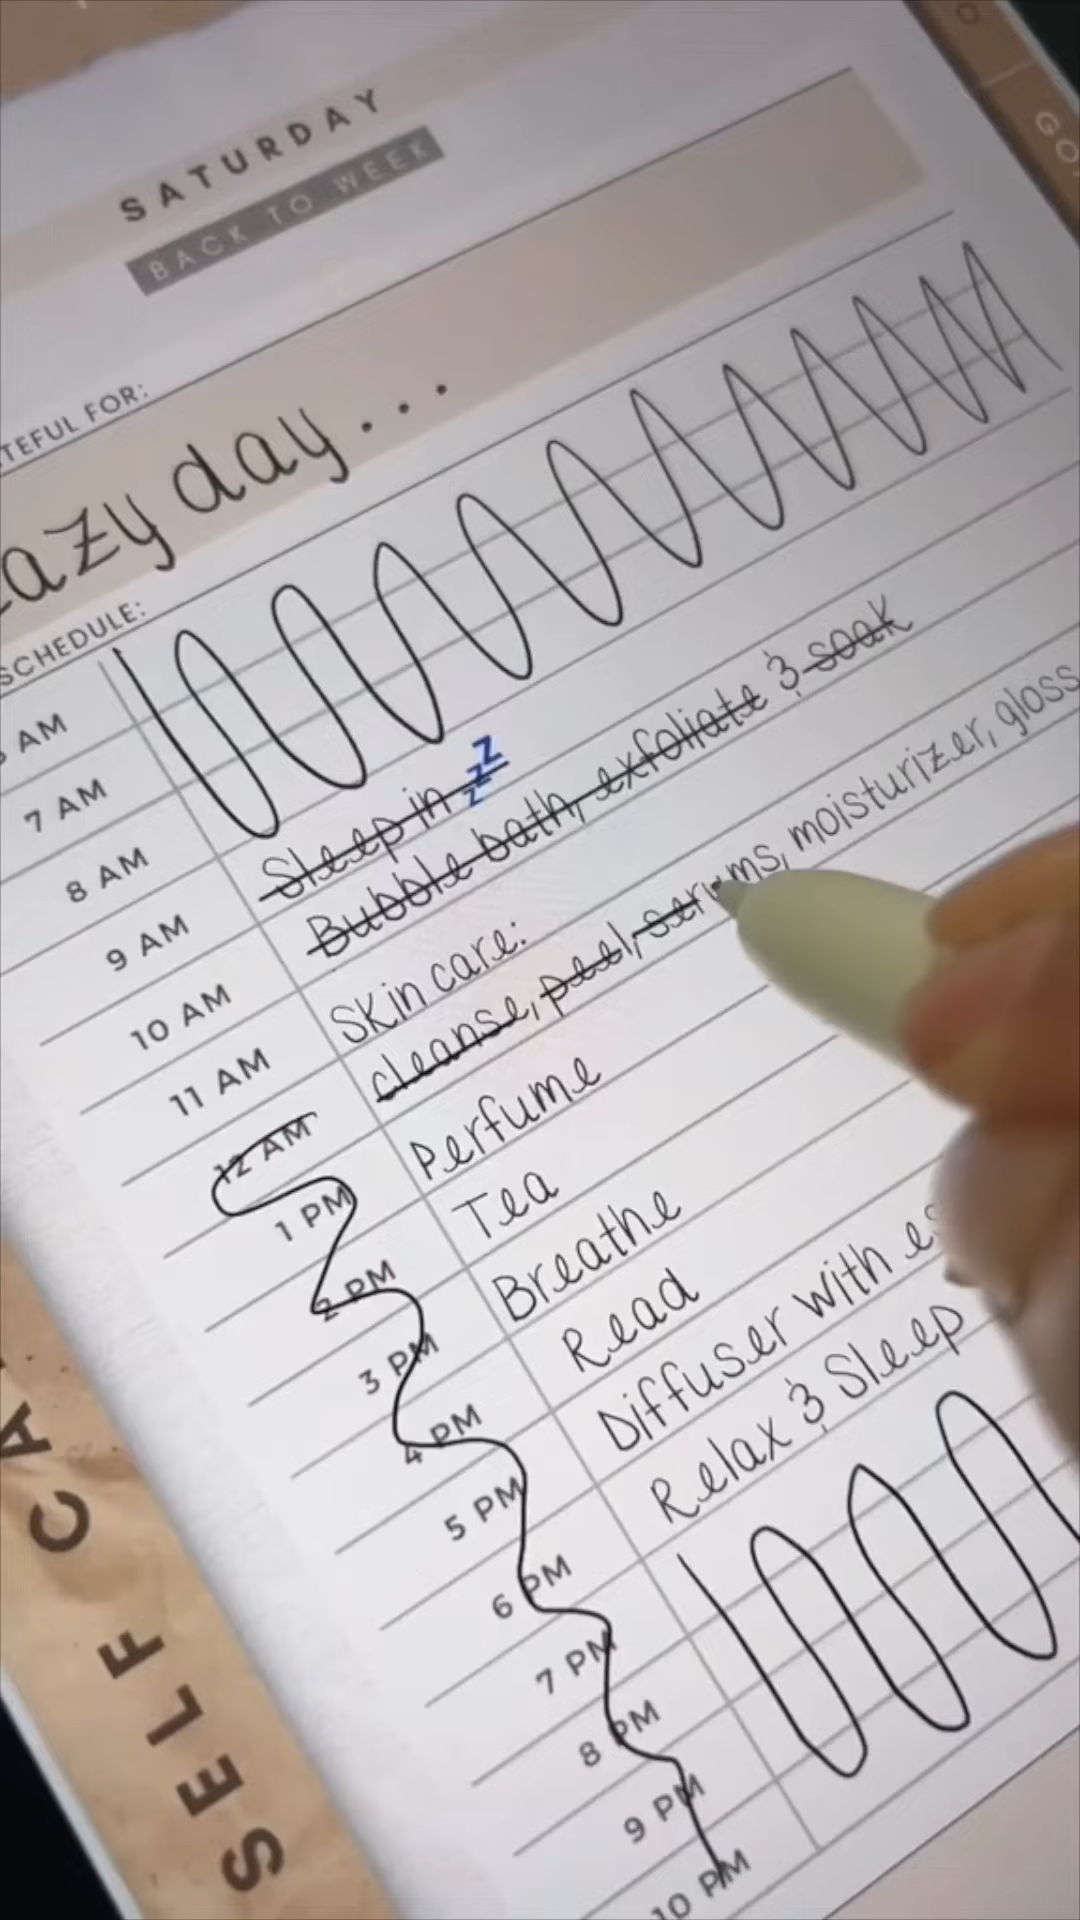 SATURDAY
BACK TO WEEK
TEFUL FOR:
azy day...
SCHEDULE:
AM
7 AM
8 AM
9 AM
10 AM
11 AM
12 AM
1 PM
2 PM
3 PM
4 PM
5 PM
6 PM
7 PM
8 PM
9 PM
10 PM
Sleep in zzz
Bubble bath, exfoliate & soak
Skin care:
cleanse, peel, serums, moisturizer, gloss
Perfume
Tea
Breathe
Read
Diffuser with es
Relax & Sleep
SELF CA
GO